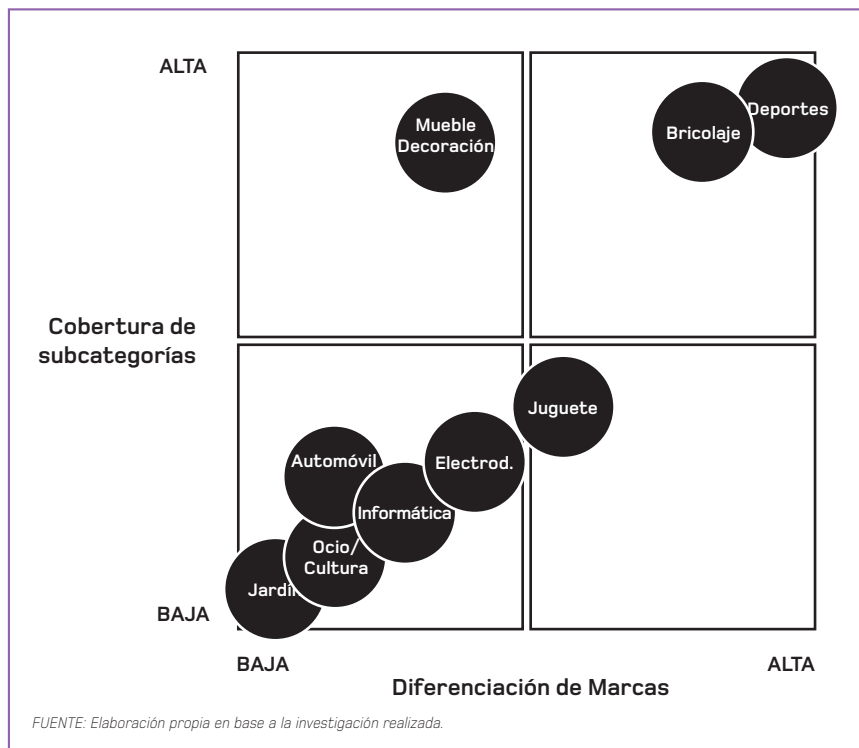 ALTA
Mueble
Decoración
Bricolaje
Deportes
Cobertura de
subcategorías
Juguete
Automóvil
Electrod.
Informática
Ocio/
Cultura
Jardín
BAJA
BAJA
ALTA
Diferenciación de Marcas
FUENTE: Elaboración propia en base a la investigación realizada.